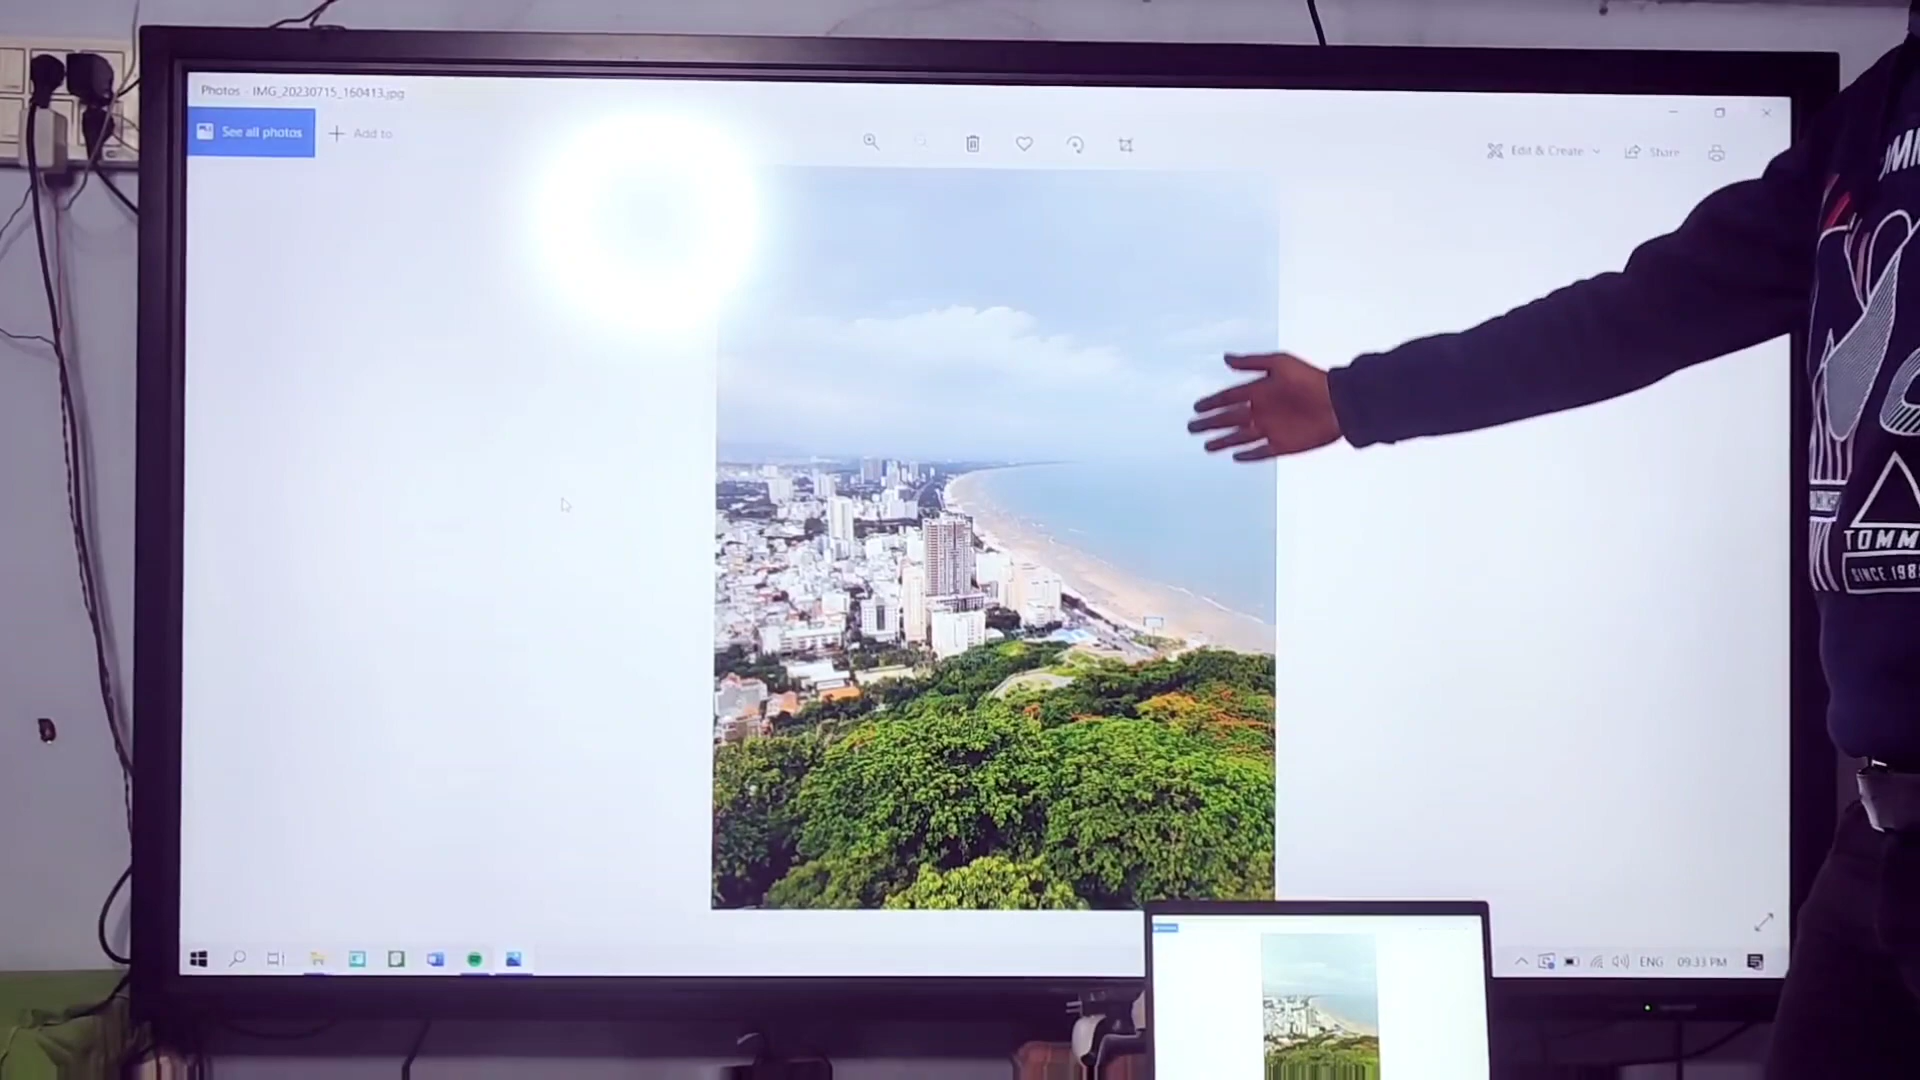 Photos - IMG_20230715_160413.jpg
See all photos
Add to
Edit & Create
Share
TOMM
SINCE 198
ENG 09:33 PM